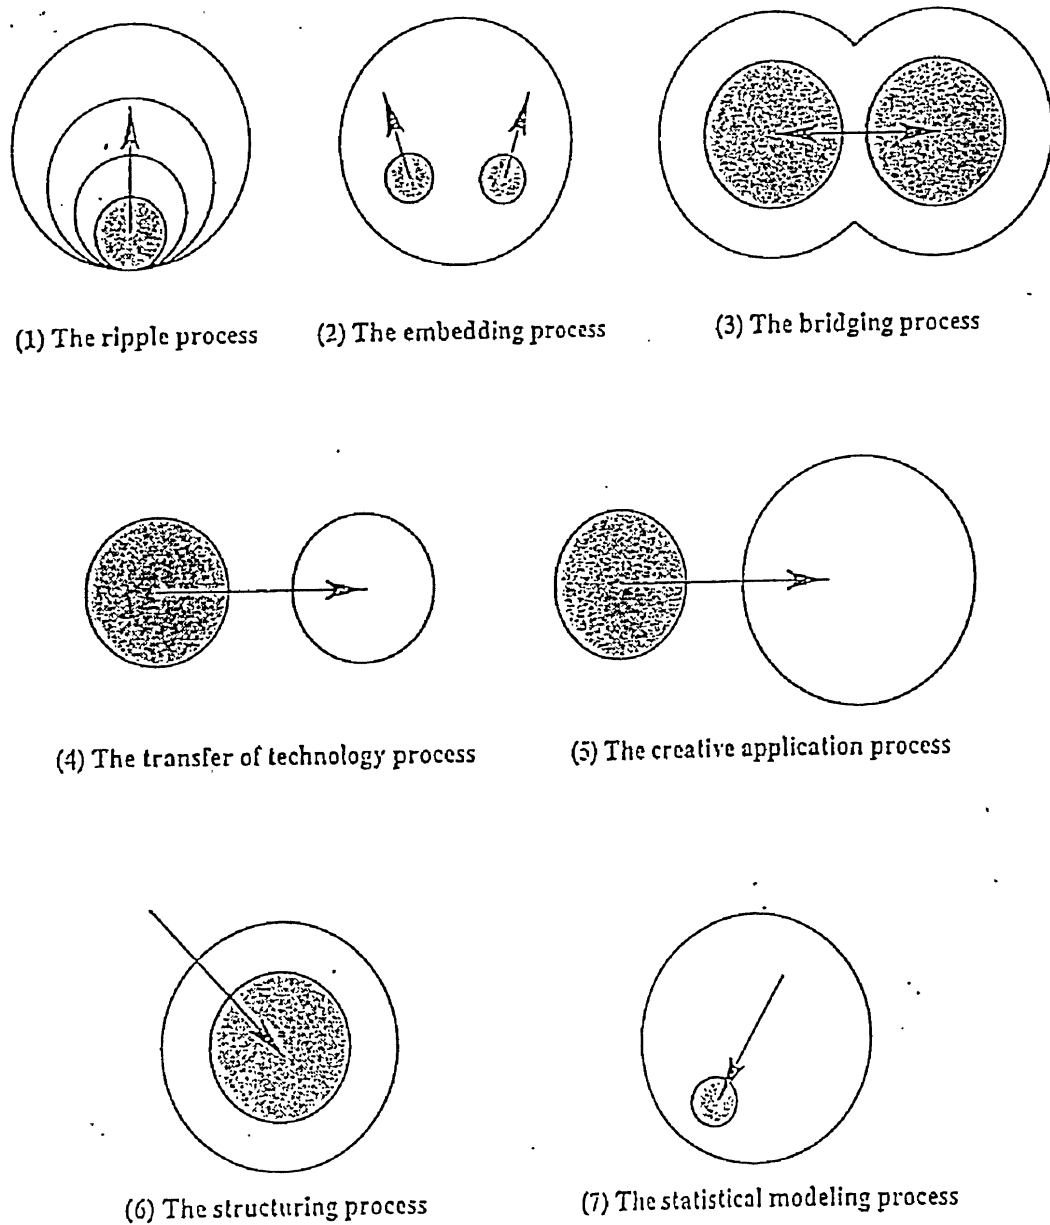 (1) The ripple process
(2) The embedding process
(3) The bridging process
(4) The transfer of technology process
(5) The creative application process
(6) The structuring process
(7) The statistical modeling process